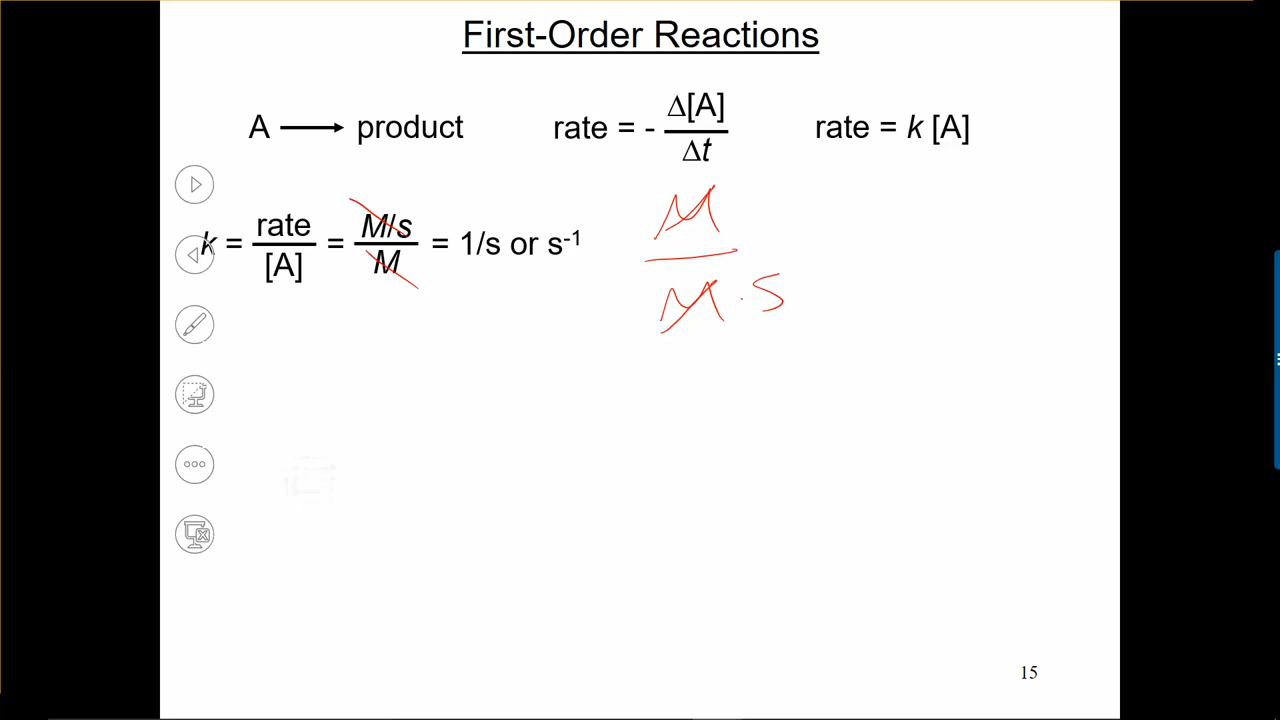 First-Order Reactions
A ⟶ product rate = - Δ[A]/Δt rate = k [A]
k = rate/[A] = M/s/M = 1/s or s⁻¹
M
M · s
15